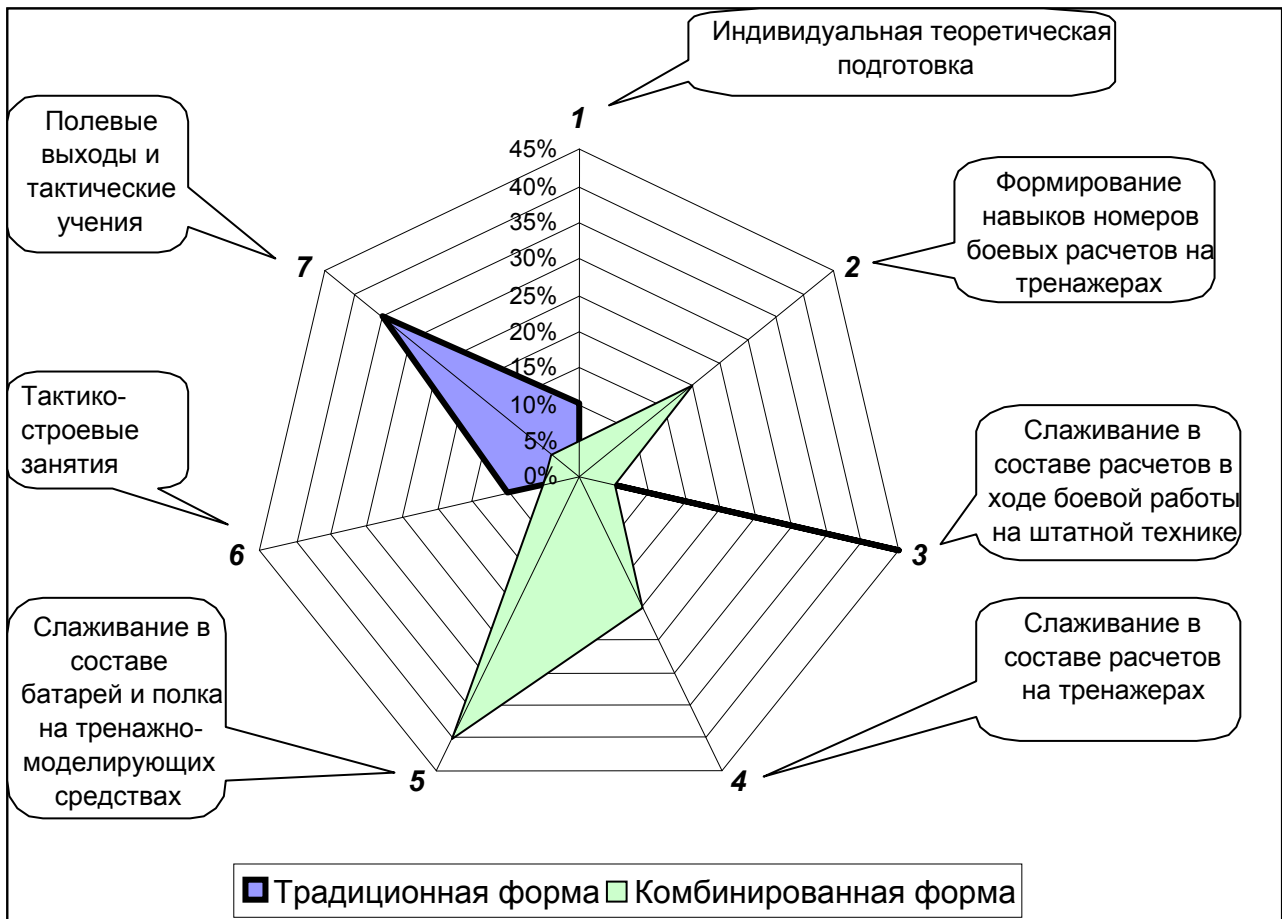 Индивидуальная теоретическая
подготовка
1
Полевые
выходы и
тактические
учения
Формирование
навыков номеров
боевых расчетов на
тренажерах
45%
40%
35%
30%
25%
20%
15%
10%
5%
0%
7
2
Тактико-
строевые
занятия
Слаживание в
составе расчетов в
ходе боевой работы
на штатной технике
6
3
Слаживание в
составе
батарей и полка
на тренажно-
моделирующих
средствах
Слаживание в
составе расчетов
на тренажерах
5
4
Традиционная форма
Комбинированная форма